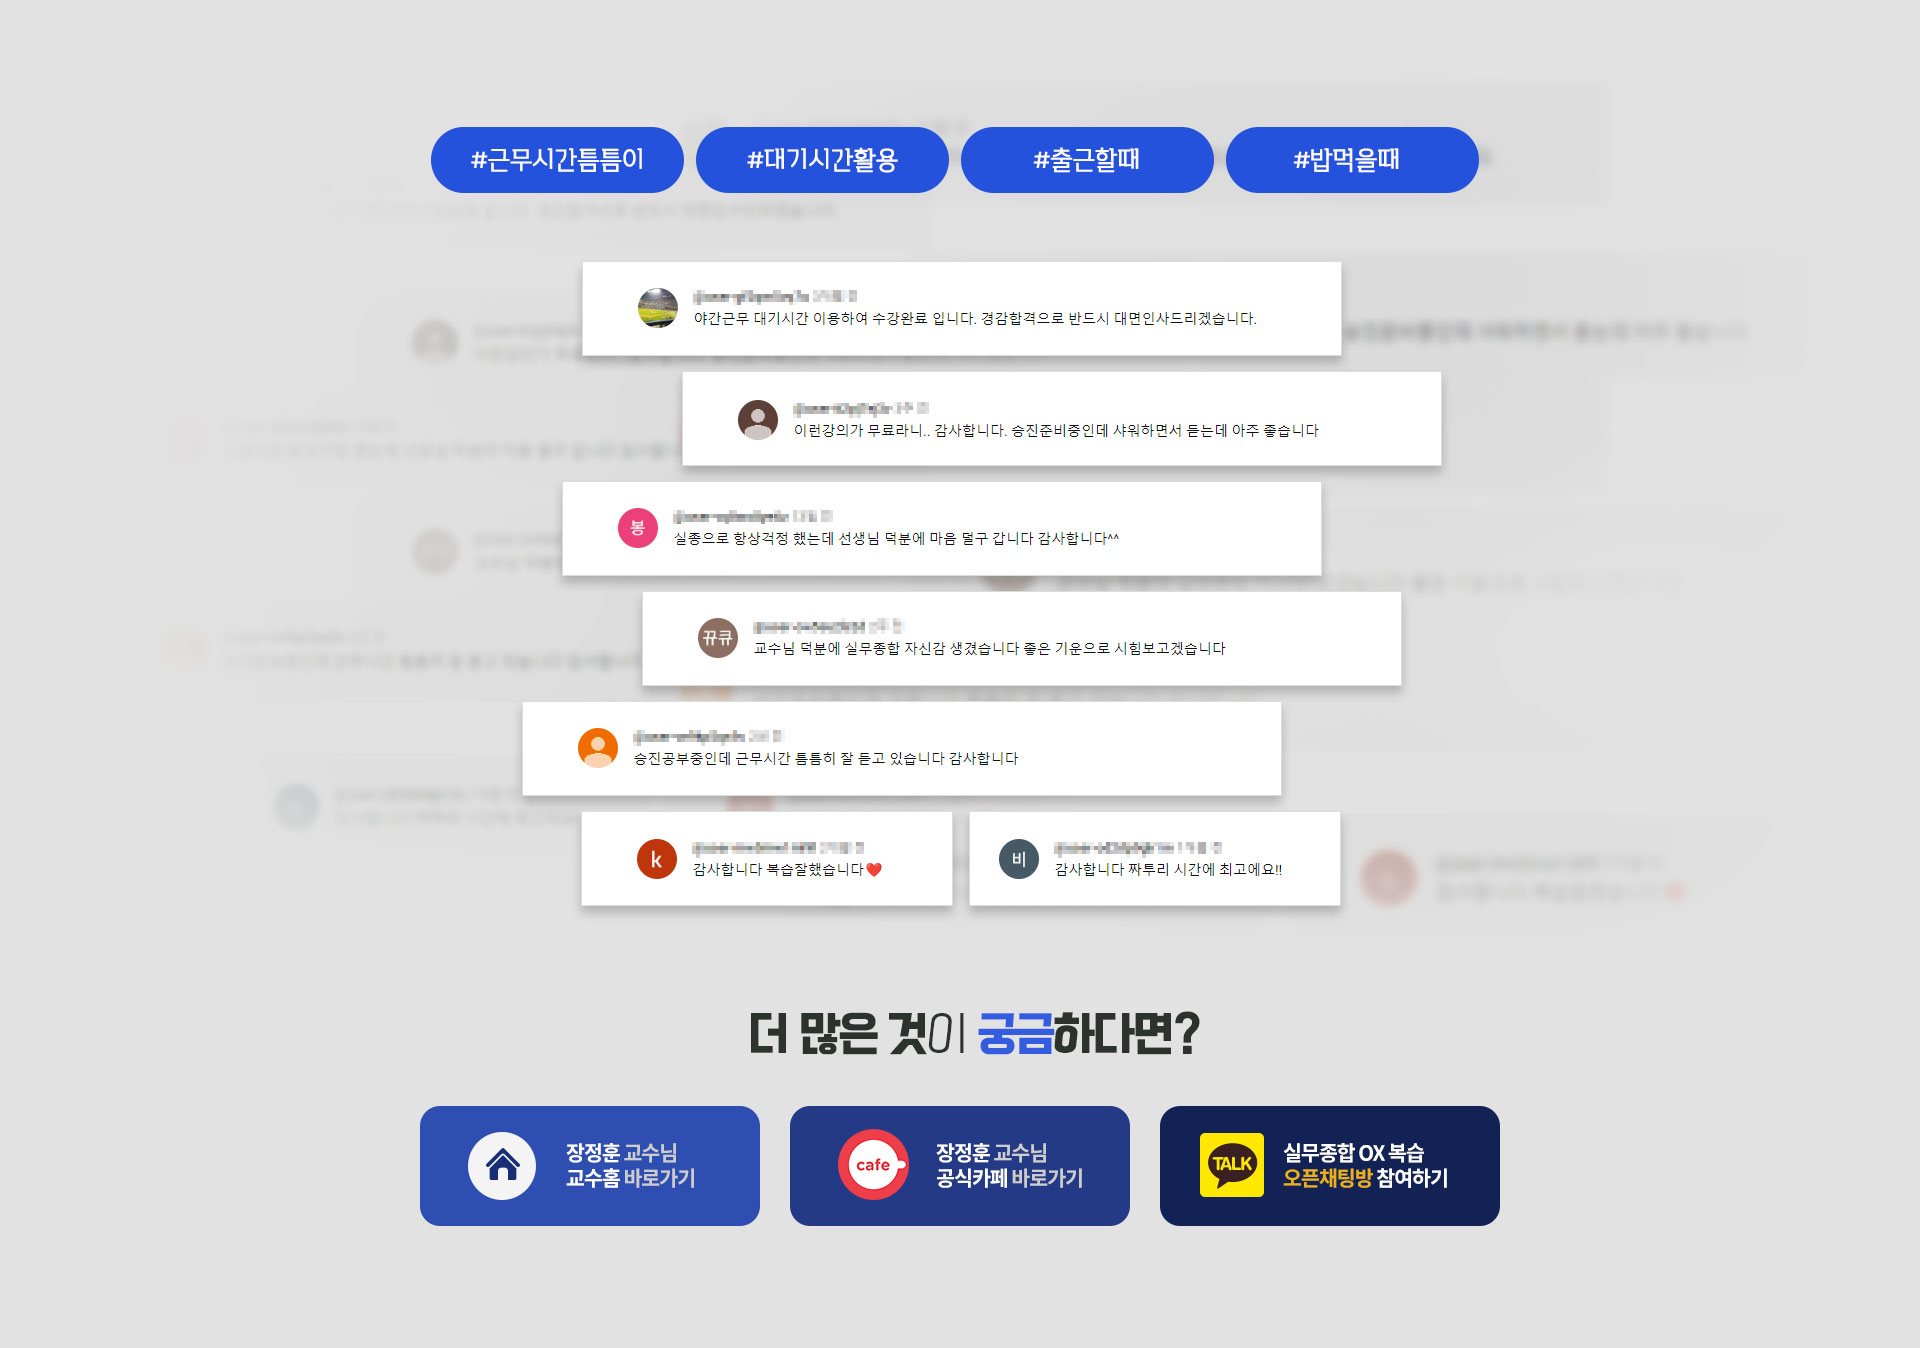 #근무시간틈틈이
#대기시간활용
#출근할때
#밥먹을때
야간근무 대기시간 이용하여 수강완료 입니다. 경감합격으로 반드시 대면인사드리겠습니다.
이런강의가 무료라니.. 감사합니다. 승진준비중인데 샤워하면서 듣는데 아주 좋습니다
봉
실종으로 항상걱정 했는데 선생님 덕분에 마음 덜구 갑니다 감사합니다^^
뀨큐
교수님 덕분에 실무종합 자신감 생겼습니다 좋은 기운으로 시험보고겠습니다
승진공부중인데 근무시간 틈틈히 잘 듣고 있습니다 감사합니다
k
감사합니다 복습잘했습니다❤️
비
감사합니다 짜투리 시간에 최고에요!!
더 많은 것이 궁금하다면?
장정훈 교수님
교수홈 바로가기
cafe
장정훈 교수님
공식카페 바로가기
TALK
실무종합 OX 복습
오픈채팅방 참여하기